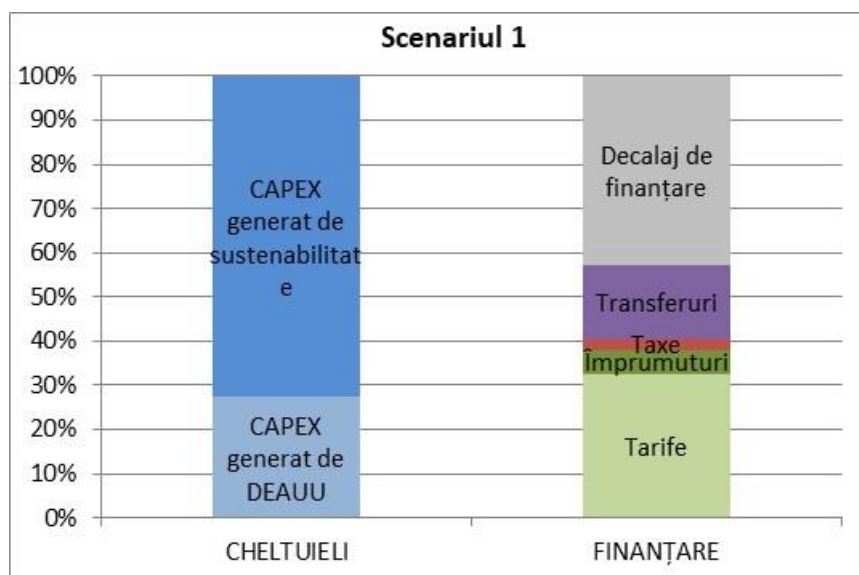 Scenariul 1
100%
90%
80%
70%
60%
50%
40%
30%
20%
10%
0%
CAPEX
generat de
sustenabilitat
e
CAPEX
generat de
DEAUU
Decalaj de
finanțare
Transferuri
Taxe
Împrumuturi
Tarife
CHELTUIELI
FINANȚARE